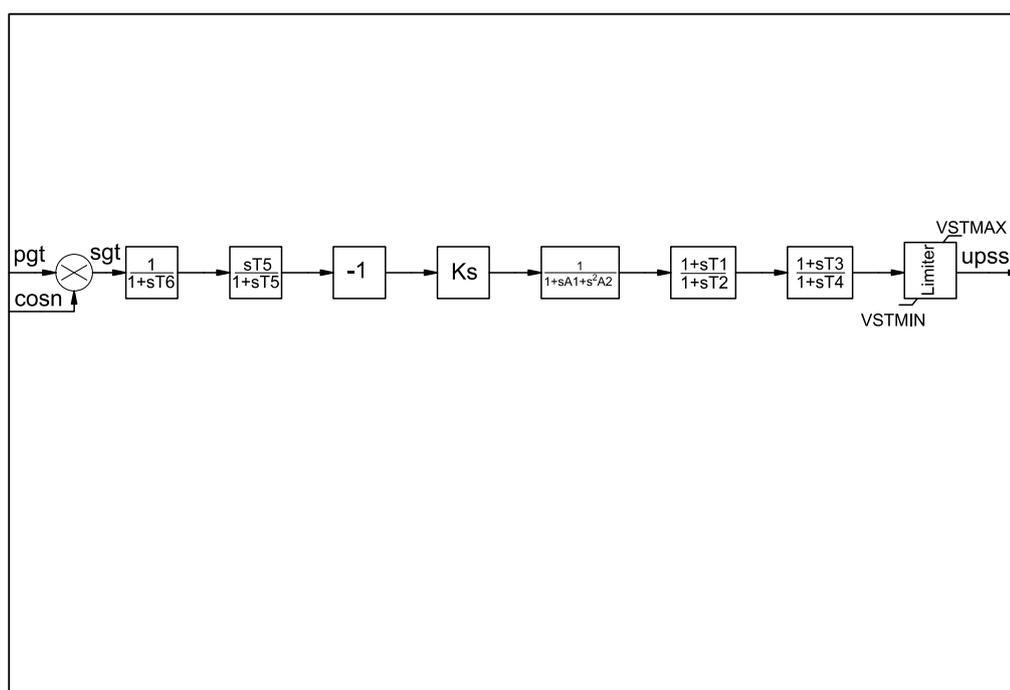 VSTMAX
pgt
sgt
1
1+sT6
sT5
1+sT5
-1
Ks
1
1+sA1+s²A2
1+sT1
1+sT2
1+sT3
1+sT4
Limiter
upss
cosn
VSTMIN